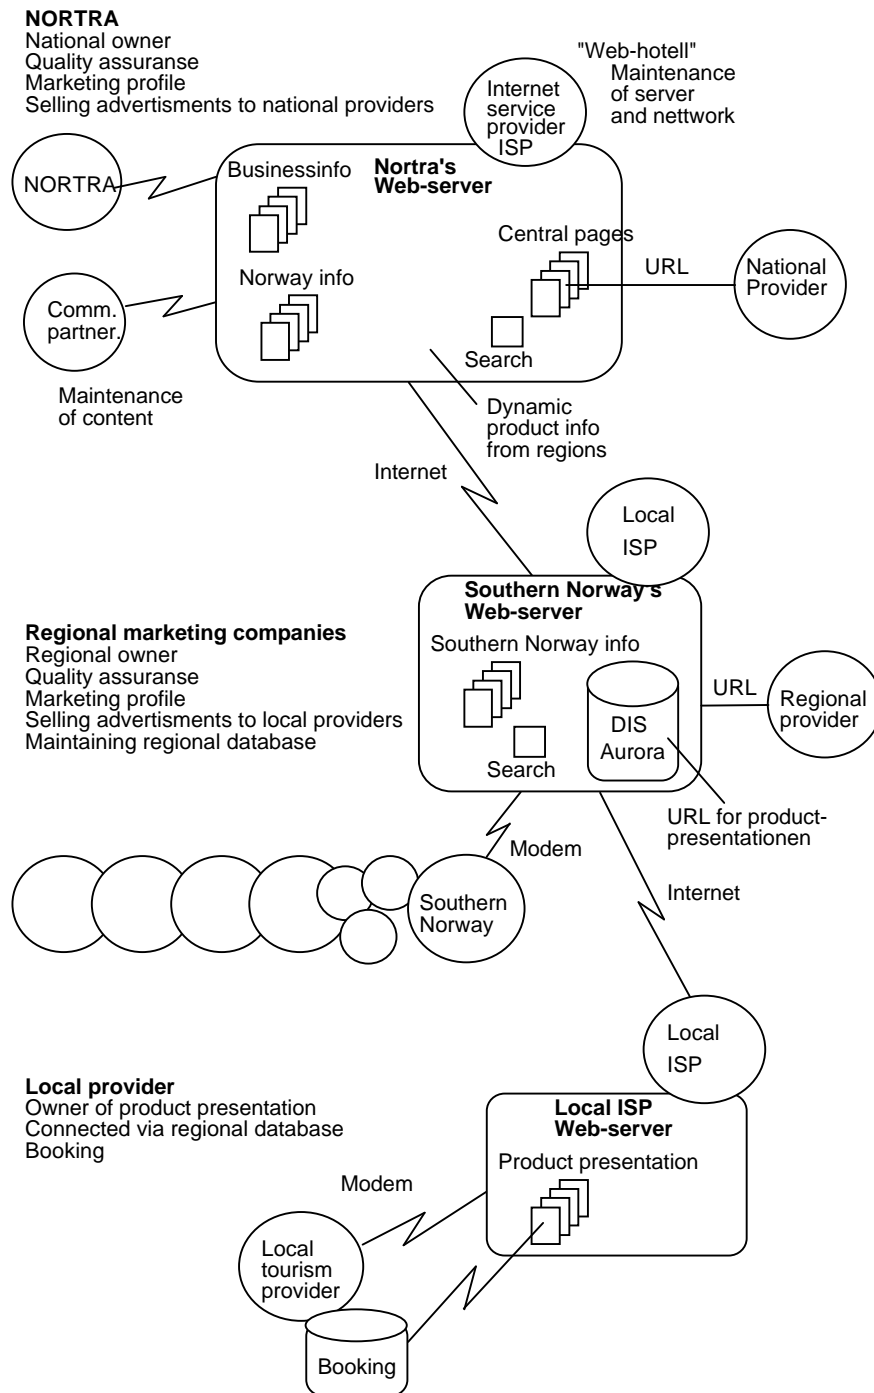 NORTRA
National owner
Quality assuranse
Marketing profile
Selling advertisments to national providers
"Web-hotell"
Maintenance
of server
and nettwork
Internet
service
provider
ISP
NORTRA
Businessinfo
Nortra's
Web-server
Central pages
URL
National
Provider
Norway info
Comm.
partner.
Search
Maintenance
of content
Dynamic
product info
from regions
Internet
Local
ISP
Southern Norway's
Web-server
Regional marketing companies
Regional owner
Quality assuranse
Marketing profile
Selling advertisments to local providers
Maintaining regional database
Southern Norway info
DIS
Aurora
Search
URL
Regional
provider
URL for product-
presentationen
Modem
Southern
Norway
Internet
Local
ISP
Local provider
Owner of product presentation
Connected via regional database
Booking
Local ISP
Web-server
Product presentation
Modem
Local
tourism
provider
Booking